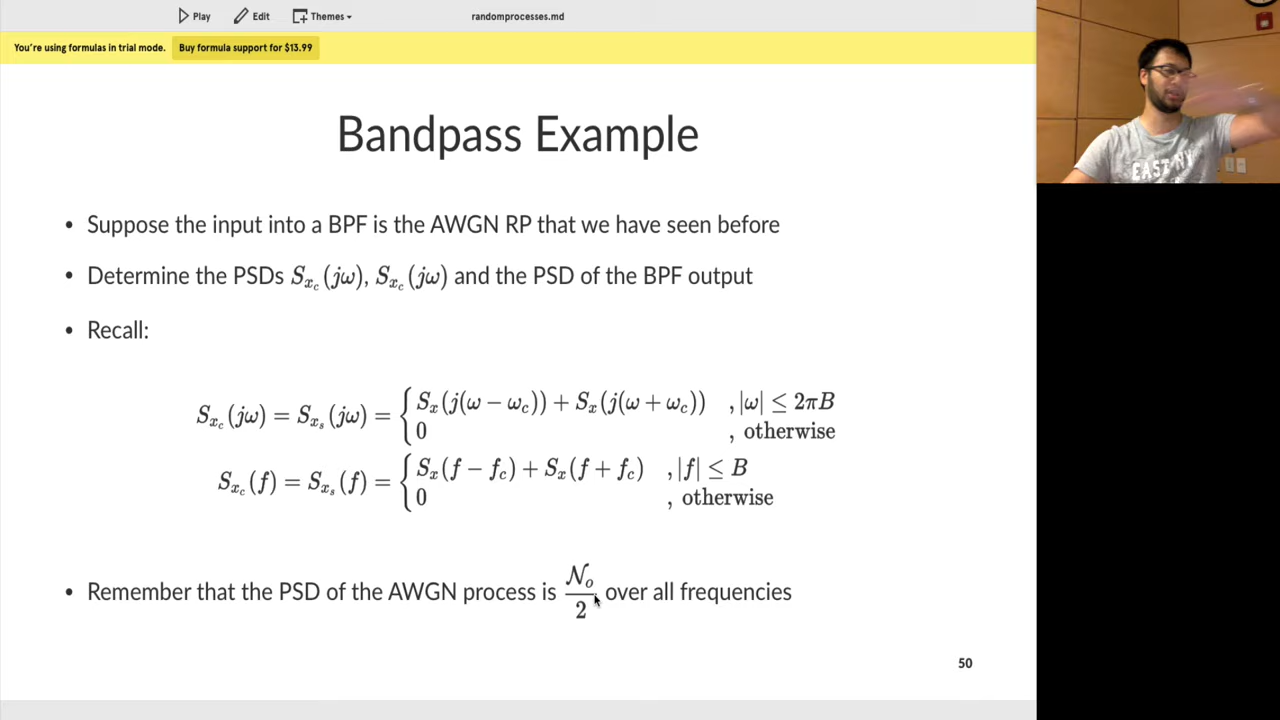 Play Edit Themes randomprocesses.md
You're using formulas in trial mode. Buy formula support for $13.99
Bandpass Example
• Suppose the input into a BPF is the AWGN RP that we have seen before
• Determine the PSDs S_{x_c}(jω), S_{x_c}(jω) and the PSD of the BPF output
• Recall:
S_{x_c}(jω) = S_{x_s}(jω) = { S_x(j(ω − ω_c)) + S_x(j(ω + ω_c)) , |ω| ≤ 2πB
0 , otherwise
S_{x_c}(f) = S_{x_s}(f) = { S_x(f − f_c) + S_x(f + f_c) , |f| ≤ B
0 , otherwise
• Remember that the PSD of the AWGN process is 𝒩_o/2 over all frequencies
50
EAST NY